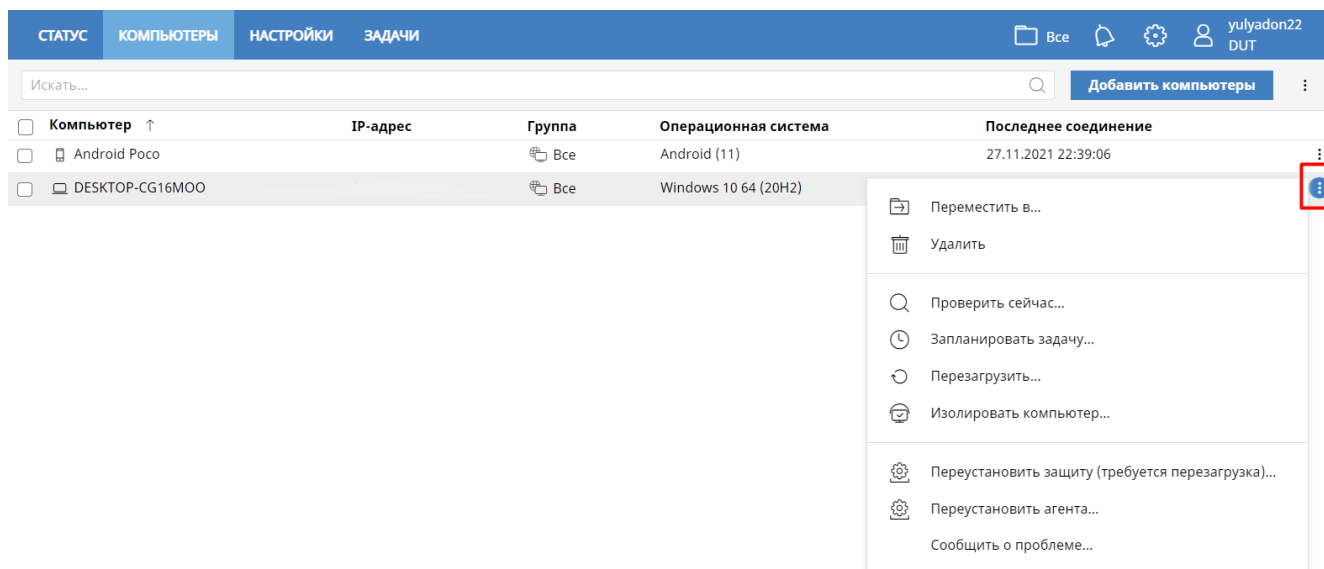 СТАТУС КОМПЬЮТЕРЫ НАСТРОЙКИ ЗАДАЧИ Все yulyadon22
DUT
Искать... Добавить компьютеры
Компьютер ↑ IP-адрес Группа Операционная система Последнее соединение
Android Poco Все Android (11) 27.11.2021 22:39:06
DESKTOP-CG16MOO Все Windows 10 64 (20H2)
Переместить в...
Удалить
Проверить сейчас...
Запланировать задачу...
Перезагрузить...
Изолировать компьютер...
Переустановить защиту (требуется перезагрузка)...
Переустановить агента...
Сообщить о проблеме...